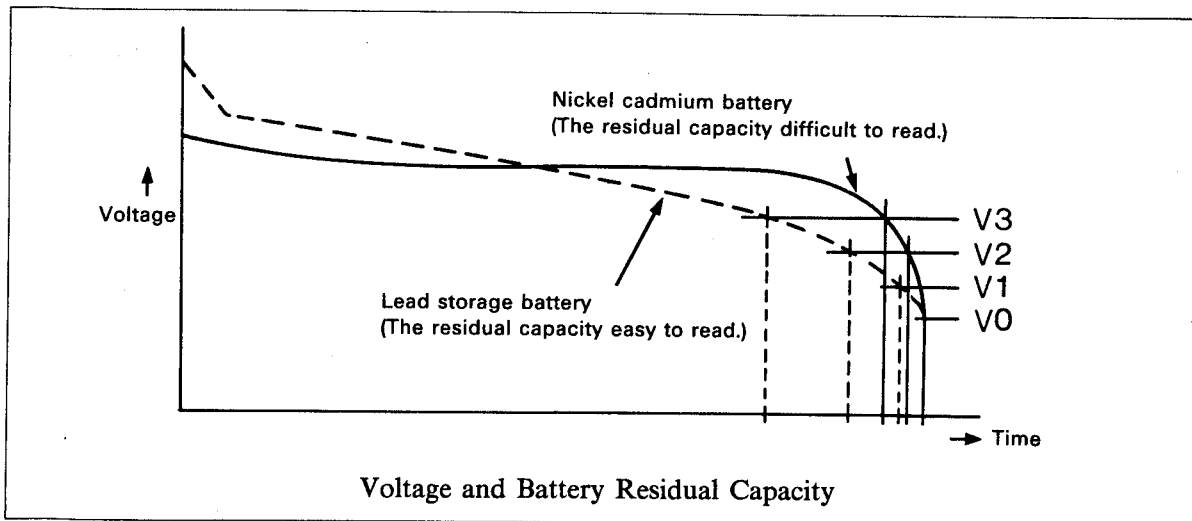 Nickel cadmium battery
(The residual capacity difficult to read.)
Voltage
V3
V2
V1
V0
Lead storage battery
(The residual capacity easy to read.)
Time
Voltage and Battery Residual Capacity